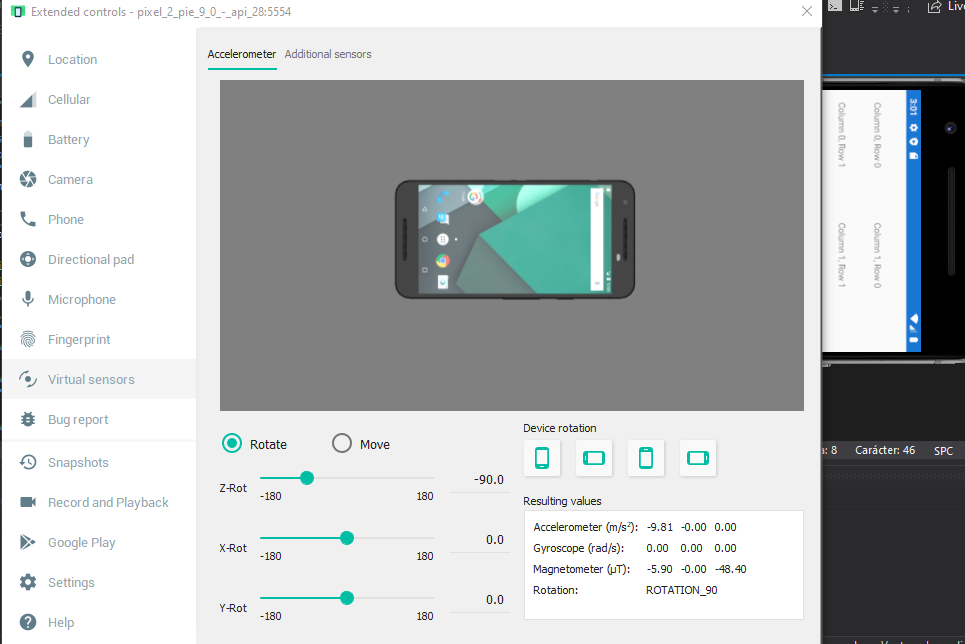 Extended controls - pixel_2_pie_9_0_-_api_28:5554
Live
Location
Cellular
Battery
Camera
Phone
Directional pad
Microphone
Fingerprint
Virtual sensors
Bug report
Snapshots
Record and Playback
Google Play
Settings
Help
Accelerometer Additional sensors
Rotate Move
Z-Rot -180 180 -90.0
X-Rot -180 180 0.0
Y-Rot -180 180 0.0
Device rotation
Resulting values
Accelerometer (m/s²): -9.81 -0.00 0.00
Gyroscope (rad/s): 0.00 0.00 0.00
Magnetometer (μT): -5.90 -0.00 -48.40
Rotation: ROTATION_90
3:01
Column 0, Row 0
Column 1, Row 0
Column 0, Row 1
Column 1, Row 1
a: 8 Carácter: 46 SPC